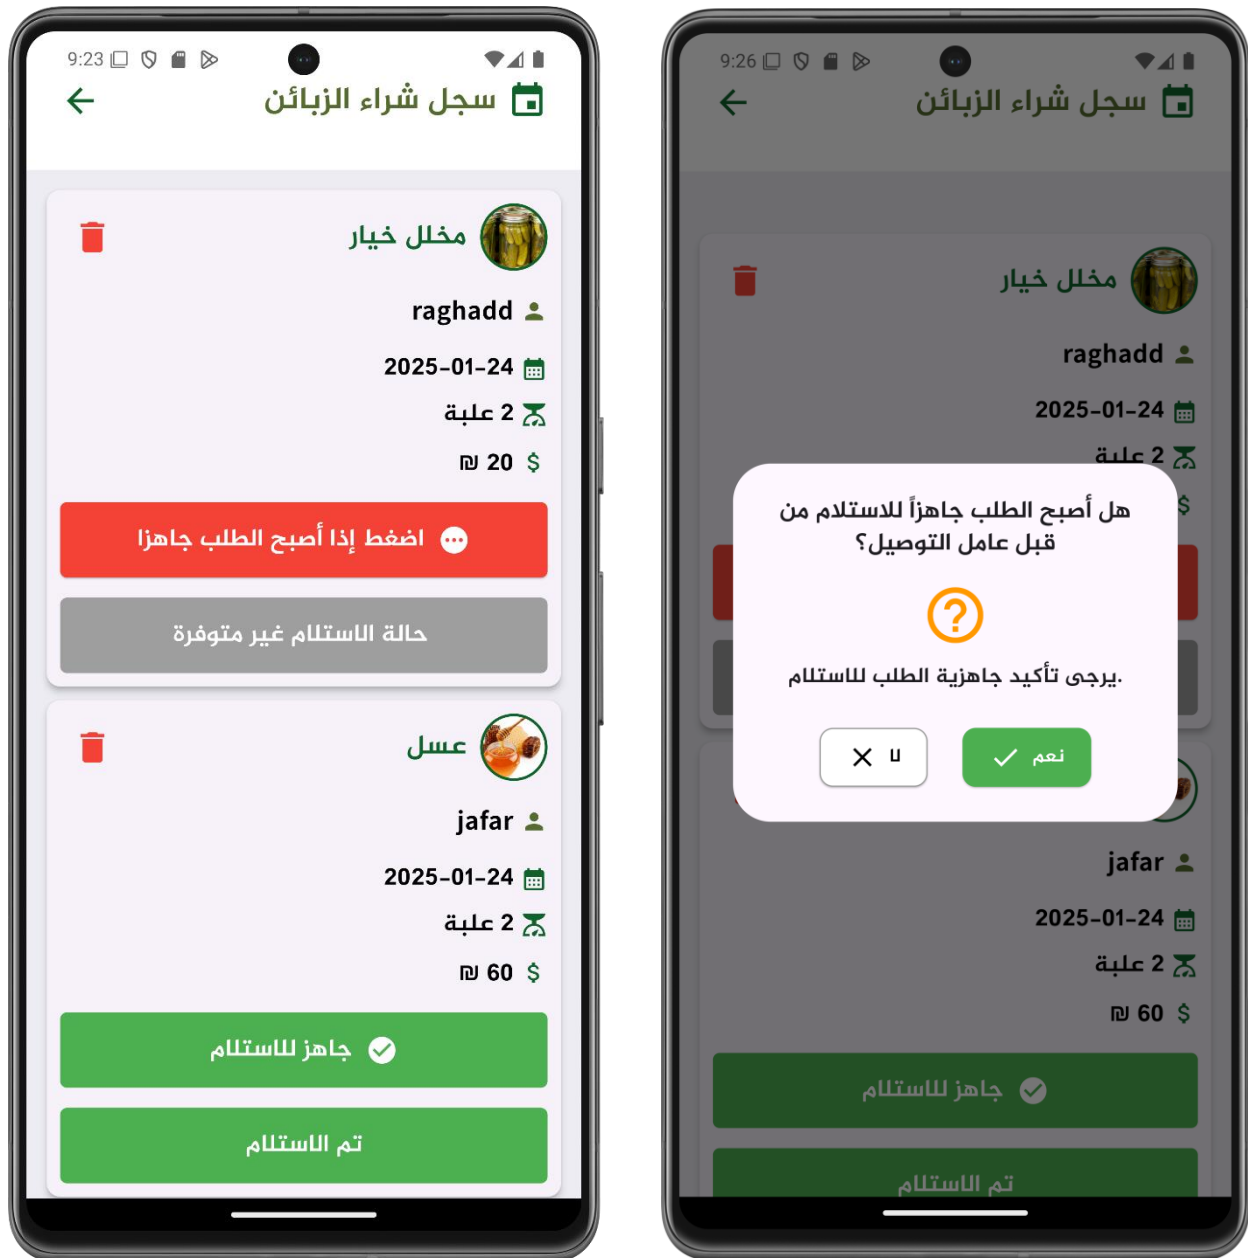 9:23
سجل شراء الزبائن
مخلل خيار
raghadd
2025-01-24
2 علبة
20 ₪
اضغط إذا أصبح الطلب جاهزا
حالة الاستلام غير متوفرة
عسل
jafar
2025-01-24
2 علبة
60 ₪
جاهز للاستلام
تم الاستلام
9:26
سجل شراء الزبائن
مخلل خيار
raghadd
2025-01-24
2 علبة
هل أصبح الطلب جاهزاً للاستلام من
قبل عامل التوصيل؟
.يرجى تأكيد جاهزية الطلب للاستلام
نعم
لا
jafar
2025-01-24
2 علبة
60 ₪
جاهز للاستلام
تم الاستلام